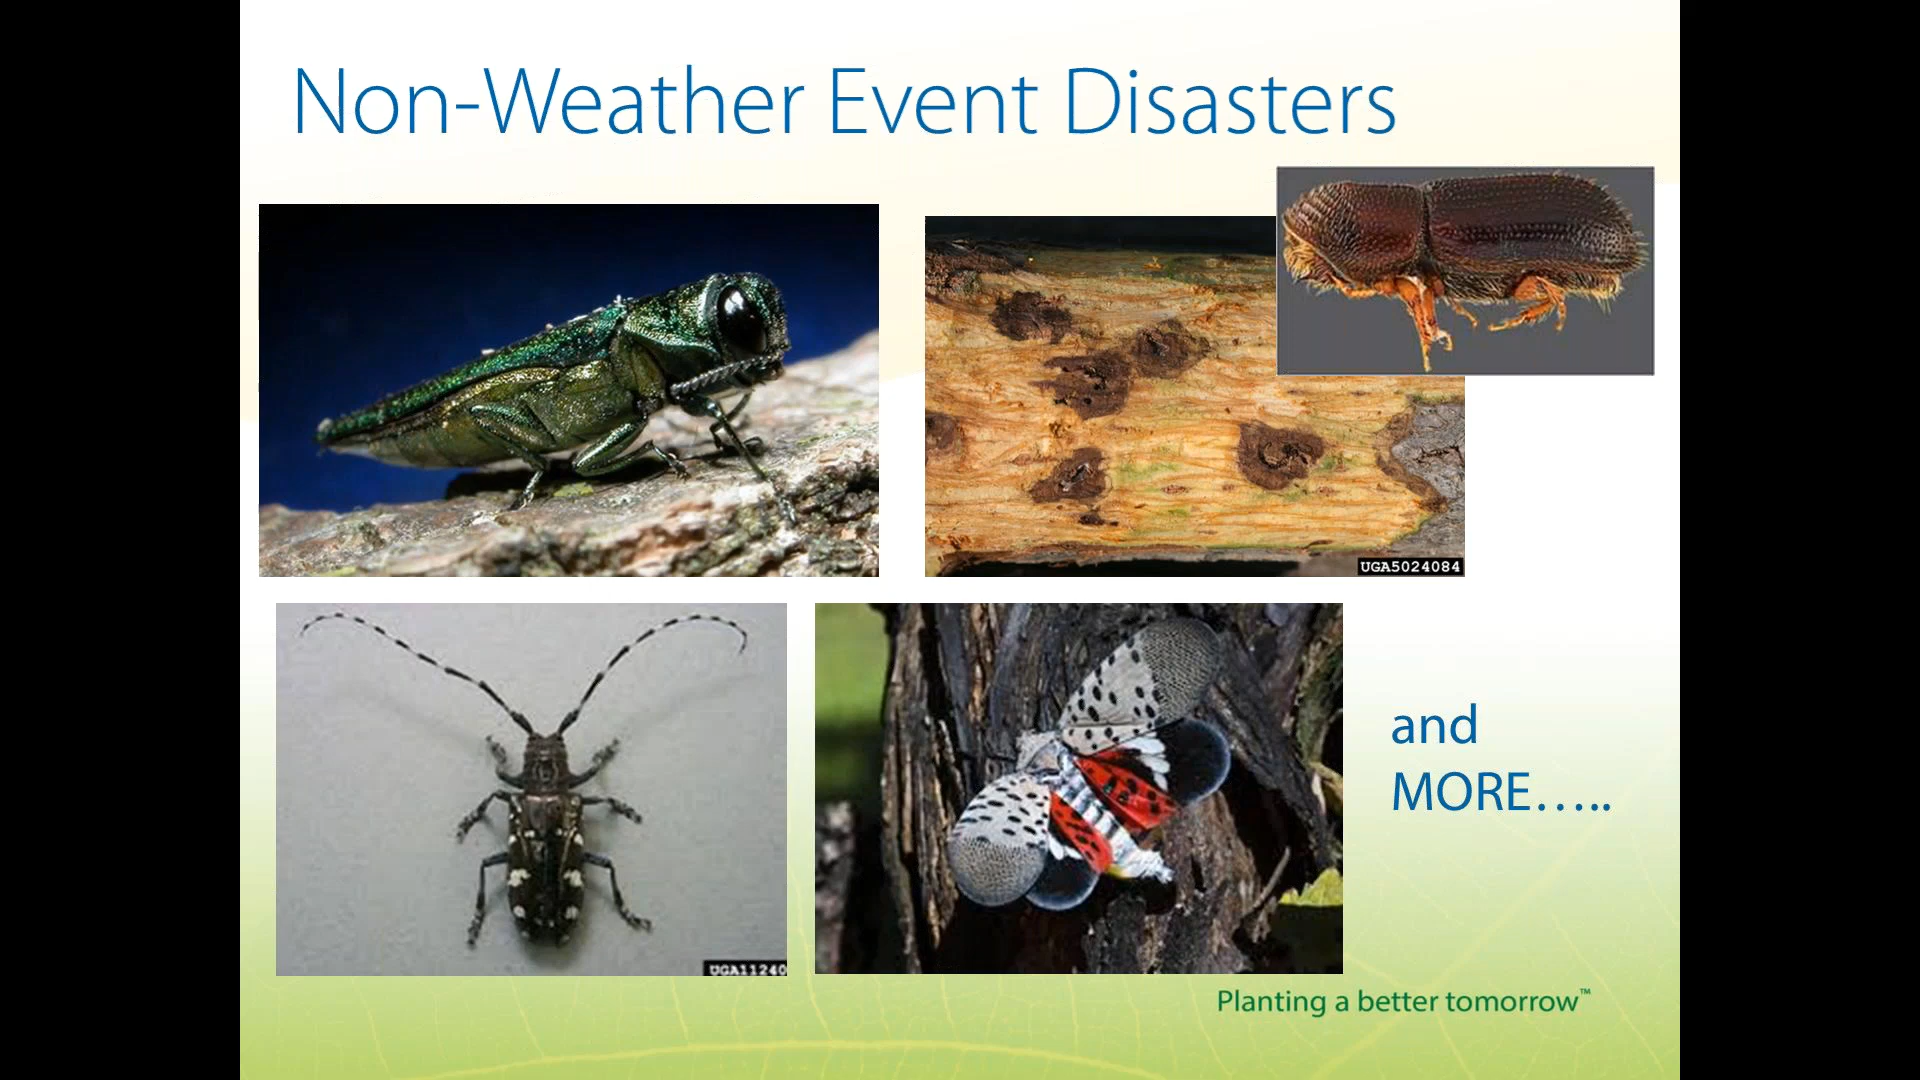 Non-Weather Event Disasters
UGA5024084
and
MORE…..
UGA11240
Planting a better tomorrow™